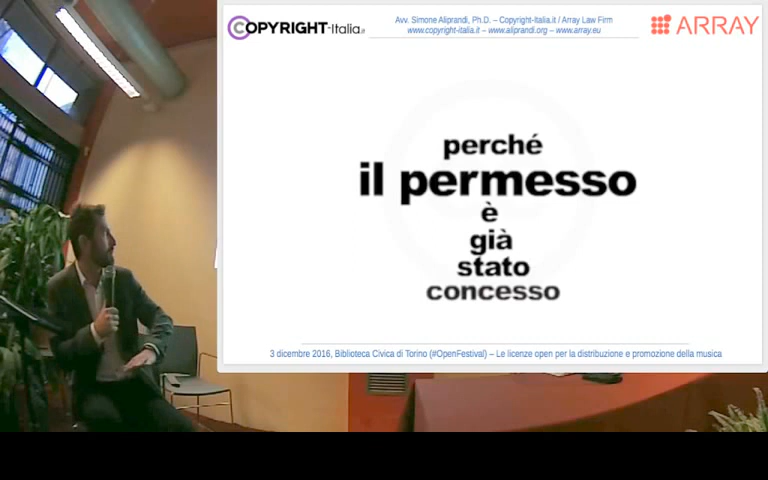 COPYRIGHT-Italia.it
Avv. Simone Aliprandi, Ph.D. – Copyright-Italia.it / Array Law Firm
www.copyright-italia.it – www.aliprandi.org – www.array.eu
ARRAY
perché
il permesso
è
già
stato
concesso
3 dicembre 2016, Biblioteca Civica di Torino (#OpenFestival) – Le licenze open per la distribuzione e promozione della musica